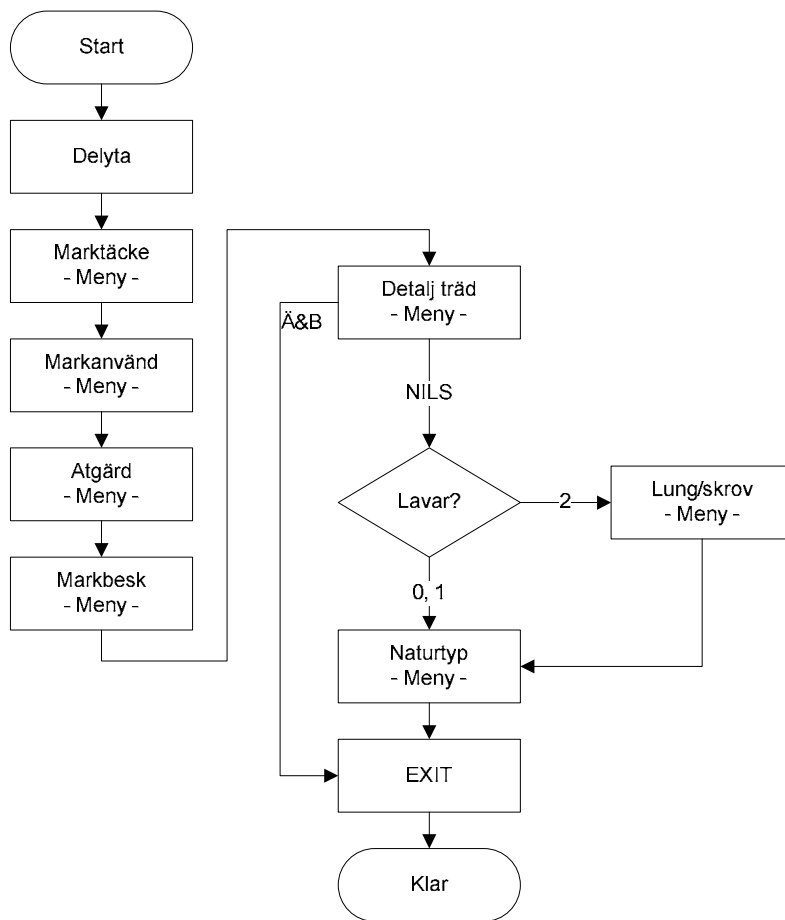 Start
Delyta
Marktäcke
- Meny -
Markanvänd
- Meny -
Atgärd
- Meny -
Markbesk
- Meny -
Detalj träd
- Meny -
Ä&B
NILS
Lavar?
2
Lung/skrov
- Meny -
0, 1
Naturtyp
- Meny -
EXIT
Klar